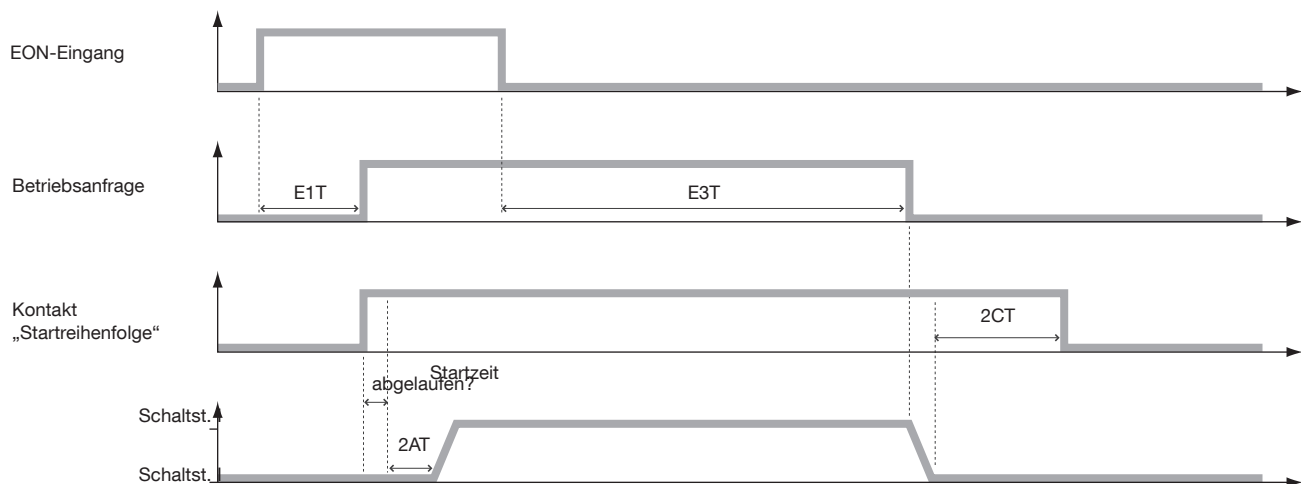 EON-Eingang
Betriebsanfrage
E1T
E3T
Kontakt
„Startreihenfolge“
2CT
Startzeit
abgelaufen?
Schaltst.
2AT
Schaltst.